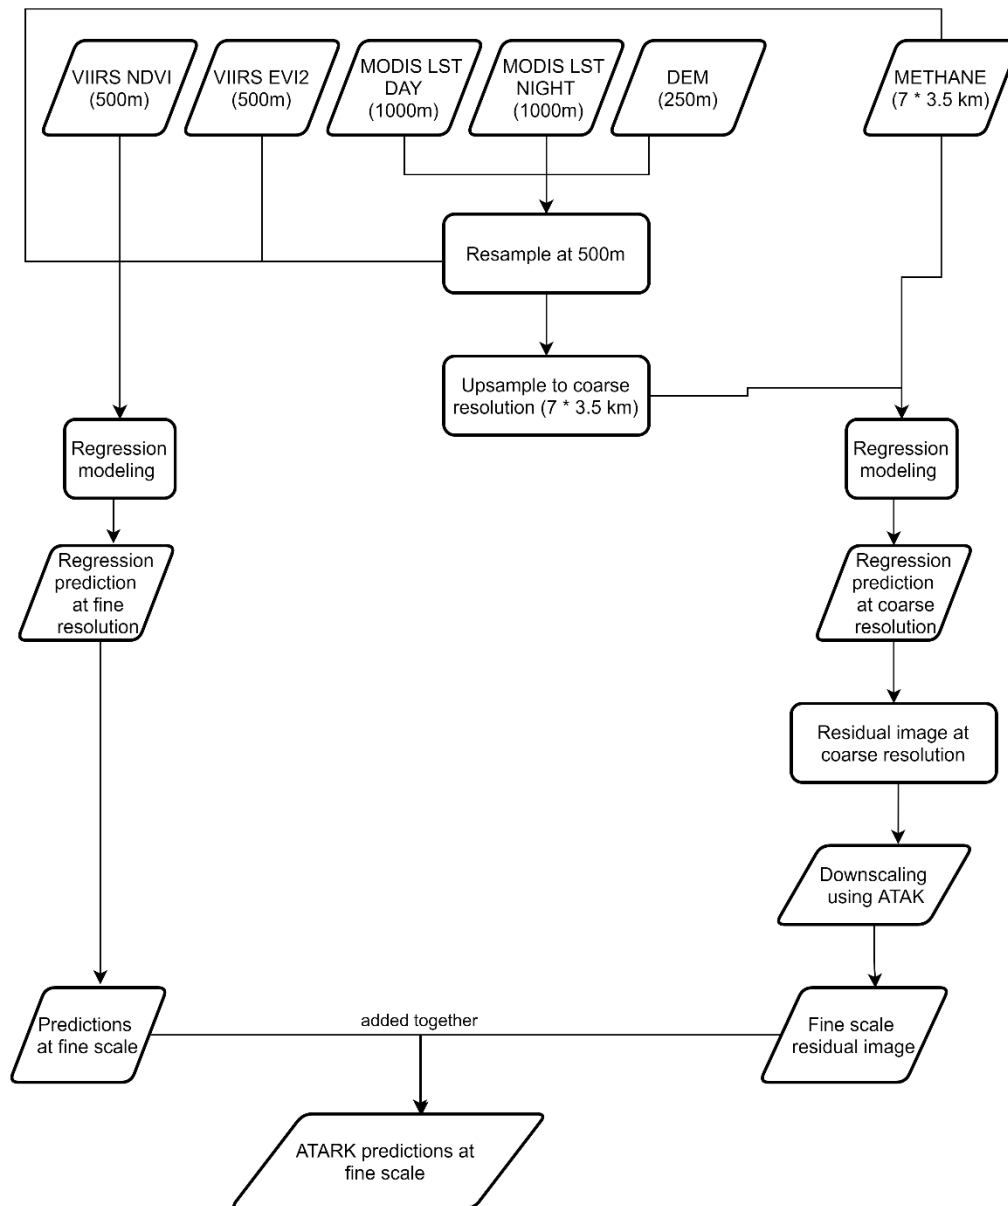 VIIRS NDVI
(500m)
VIIRS EVI2
(500m)
MODIS LST
DAY
(1000m)
MODIS LST
NIGHT
(1000m)
DEM
(250m)
METHANE
(7 * 3.5 km)
Resample at 500m
Upsample to coarse
resolution (7 * 3.5 km)
Regression
modeling
Regression
modeling
Regression
prediction
at fine
resolution
Regression
prediction
at coarse
resolution
Residual image at
coarse resolution
Downscaling
using ATAK
Predictions
at fine scale
added together
Fine scale
residual image
ATARK predictions at
fine scale